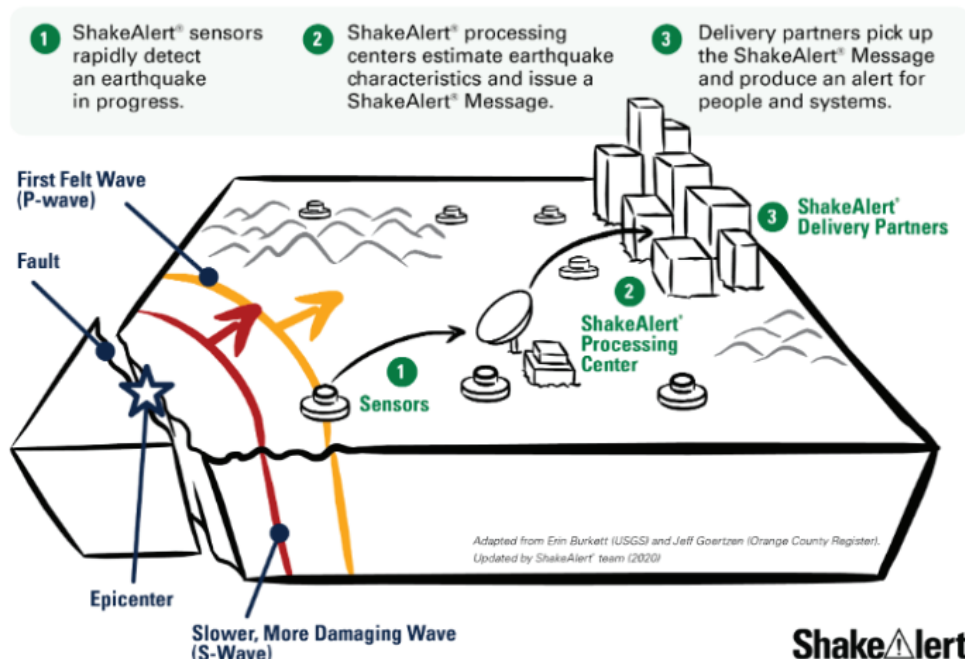 1 ShakeAlert® sensors
rapidly detect
an earthquake
in progress.
2 ShakeAlert® processing
centers estimate earthquake
characteristics and issue a
ShakeAlert® Message.
3 Delivery partners pick up
the ShakeAlert® Message
and produce an alert for
people and systems.
First Felt Wave
(P-wave)
Fault
3 ShakeAlert®
Delivery Partners
2
ShakeAlert®
Processing
Center
1
Sensors
Adapted from Erin Burkett (USGS) and Jeff Goertzen (Orange County Register).
Updated by ShakeAlert® team (2020)
Epicenter
Slower, More Damaging Wave
(S-Wave)
ShakeAlert